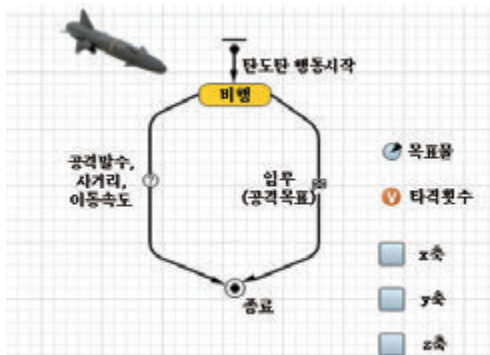 탄도탄 행동시작
비행
공격발수,
사거리,
이동속도
?
임무
(공격목표)
목표물
V 타격횟수
x축
y축
z축
종료